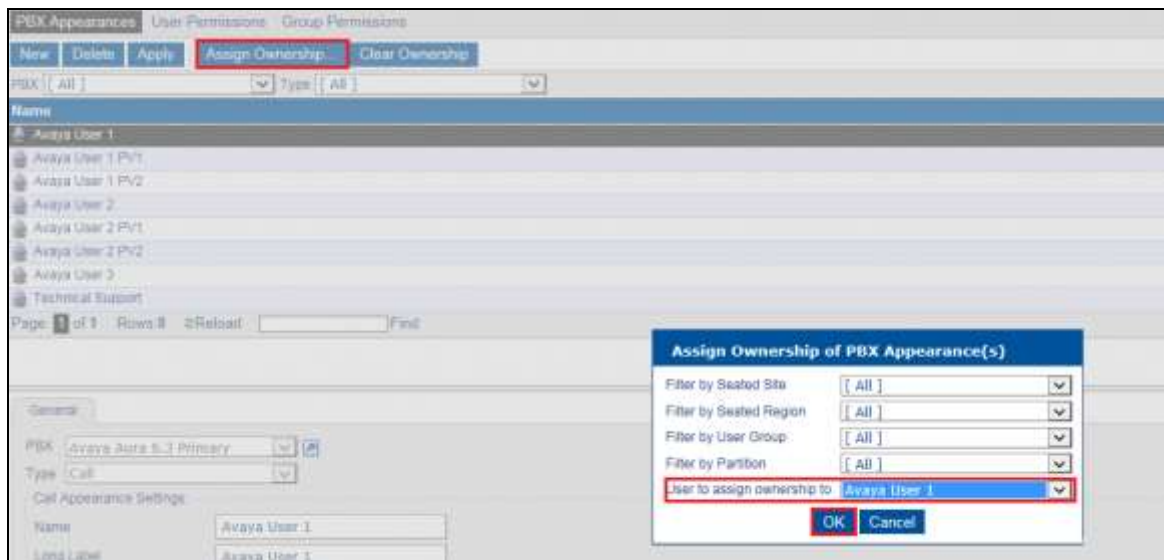 PBX Appearances User Permissions Group Permissions
New Delete Apply Assign Ownership... Clear Ownership
PBX [ All ] Type [ All ]
Name
Avaya User 1
Avaya User 1 PV1
Avaya User 1 PV2
Avaya User 2
Avaya User 2 PV1
Avaya User 2 PV2
Avaya User 3
Technical Support
Page 1 of 1 Rows 8 Reload Find
Assign Ownership of PBX Appearance(s)
Filter by Seated Site [ All ]
Filter by Seated Region [ All ]
Filter by User Group [ All ]
Filter by Partition [ All ]
User to assign ownership to Avaya User 1
OK Cancel
General
PBX Avaya Aura 6.3 Primary
Type Call
Call Appearance Settings
Name Avaya User 1
Long Label Avaya User 1